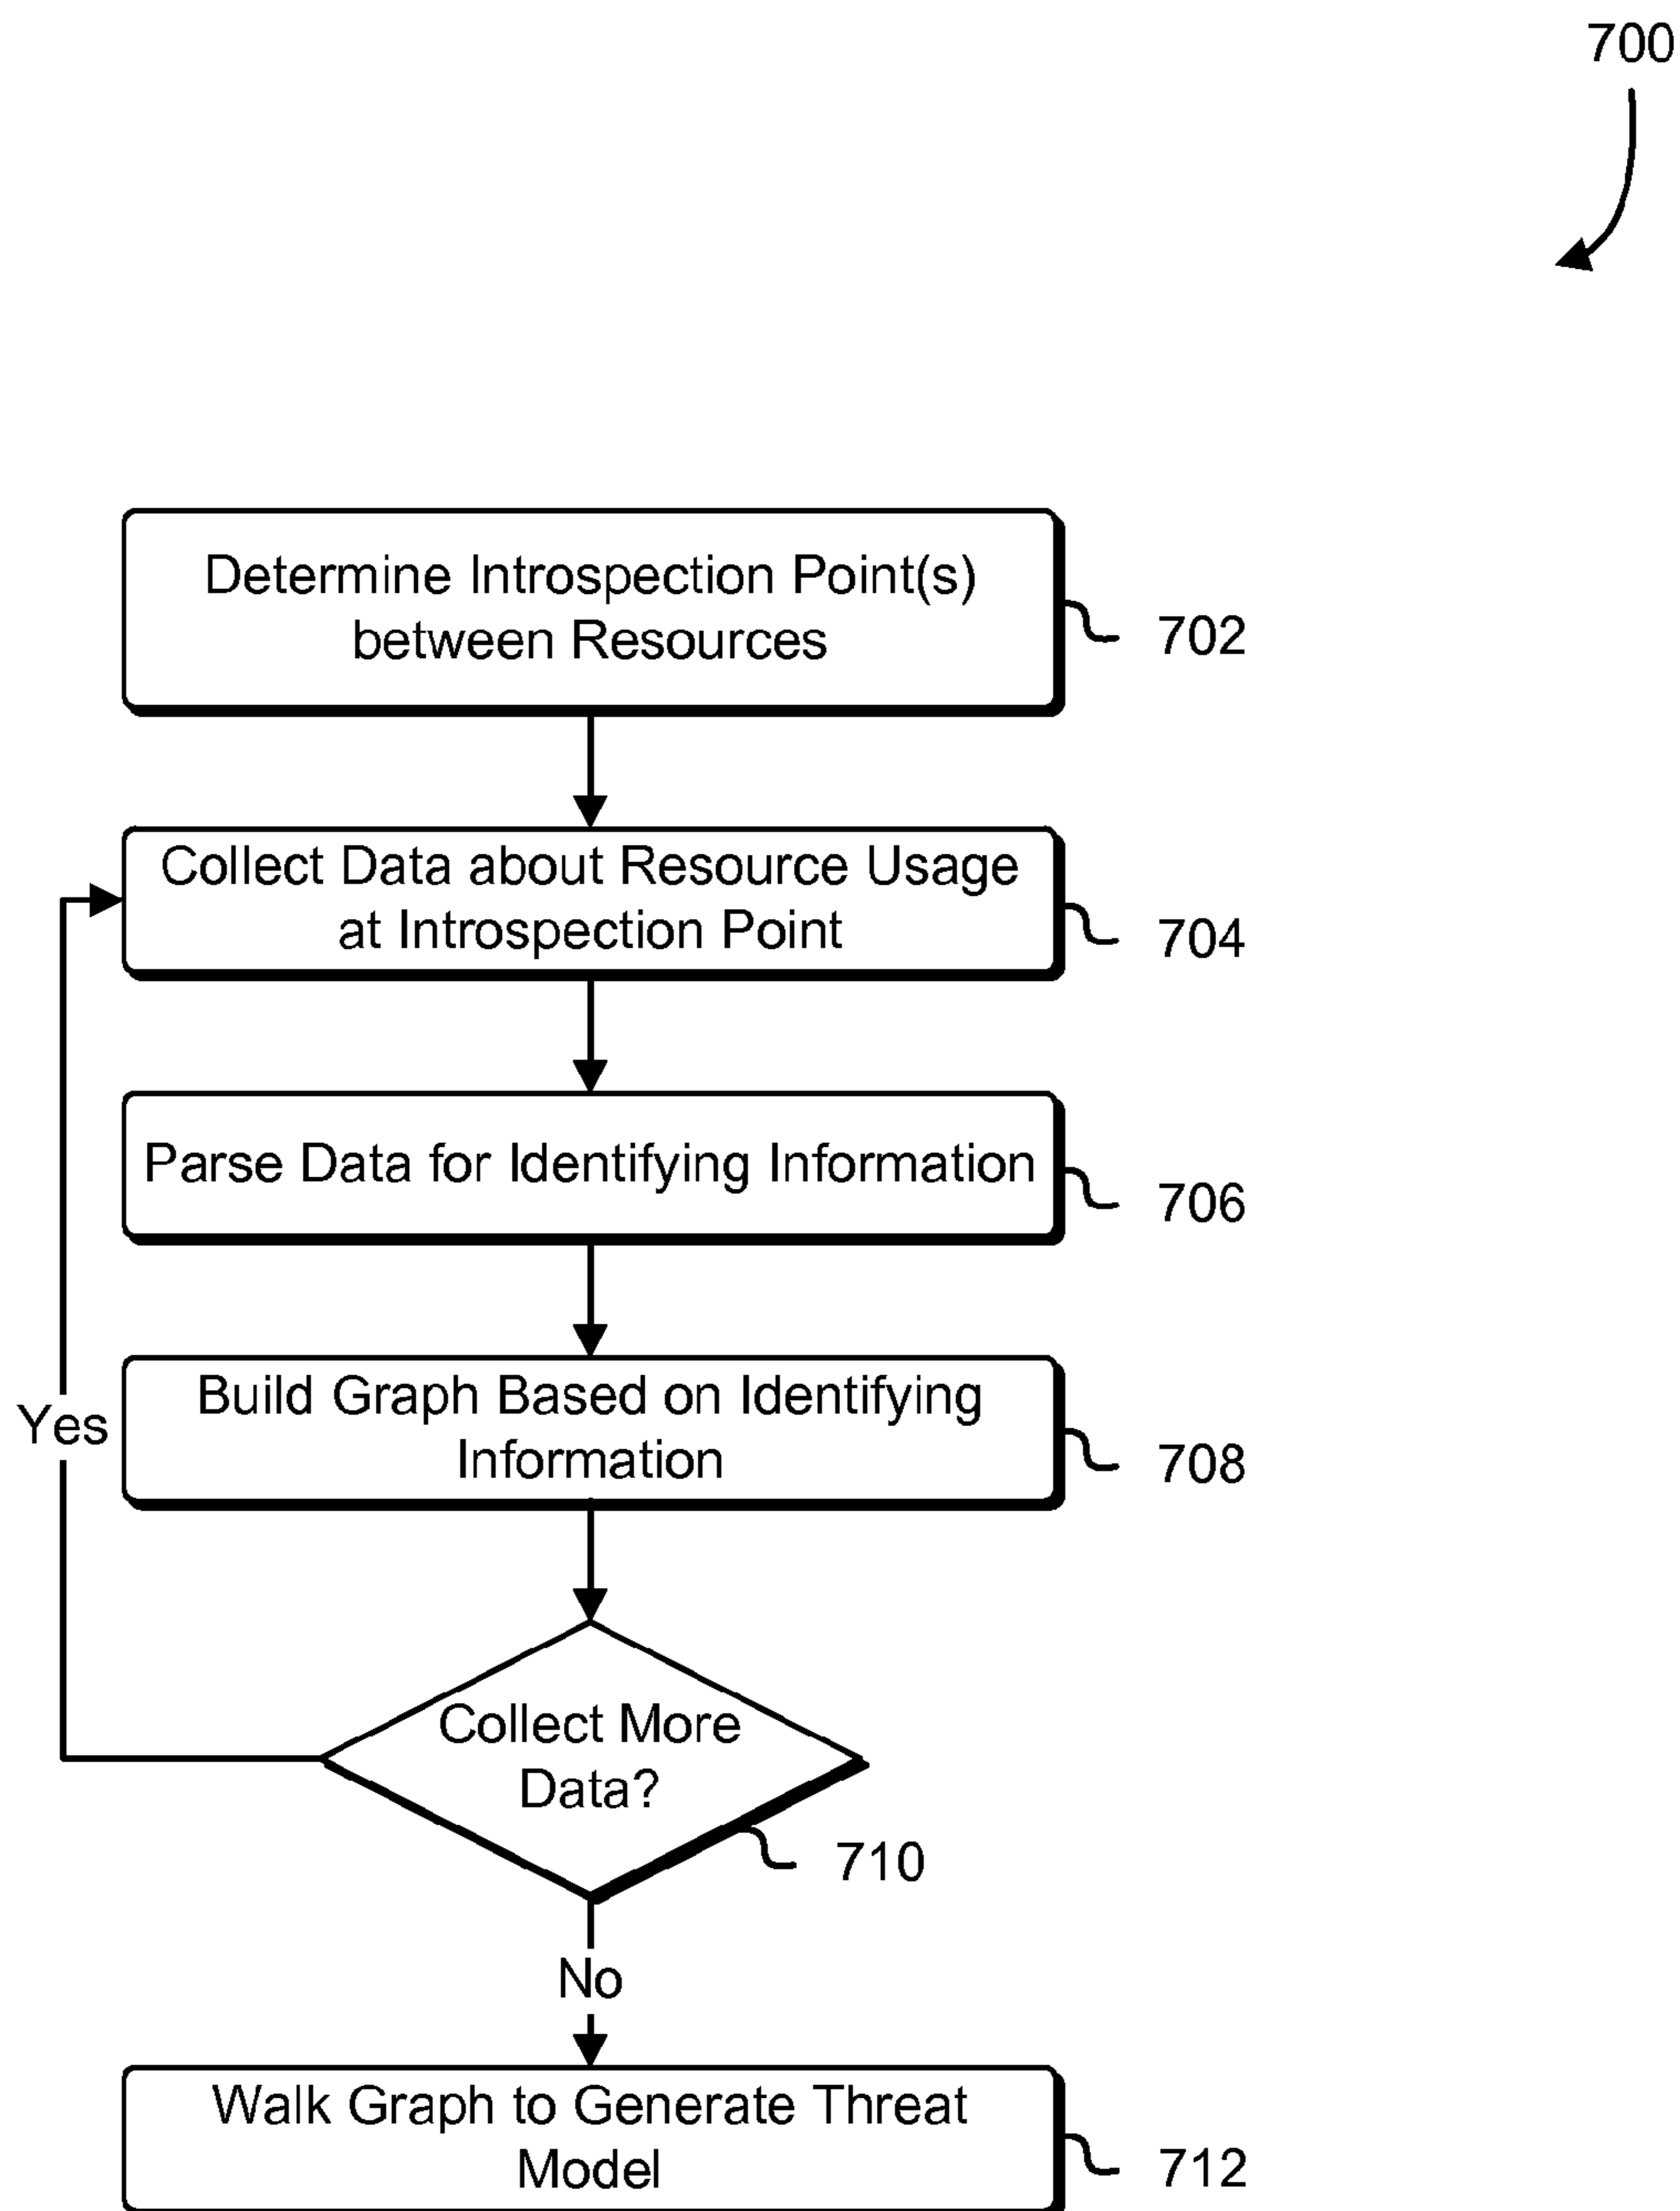 700
Determine Introspection Point(s)
between Resources
702
Collect Data about Resource Usage
at Introspection Point
704
Parse Data for Identifying Information
706
Build Graph Based on Identifying
Information
708
Yes
Collect More
Data?
710
No
Walk Graph to Generate Threat
Model
712